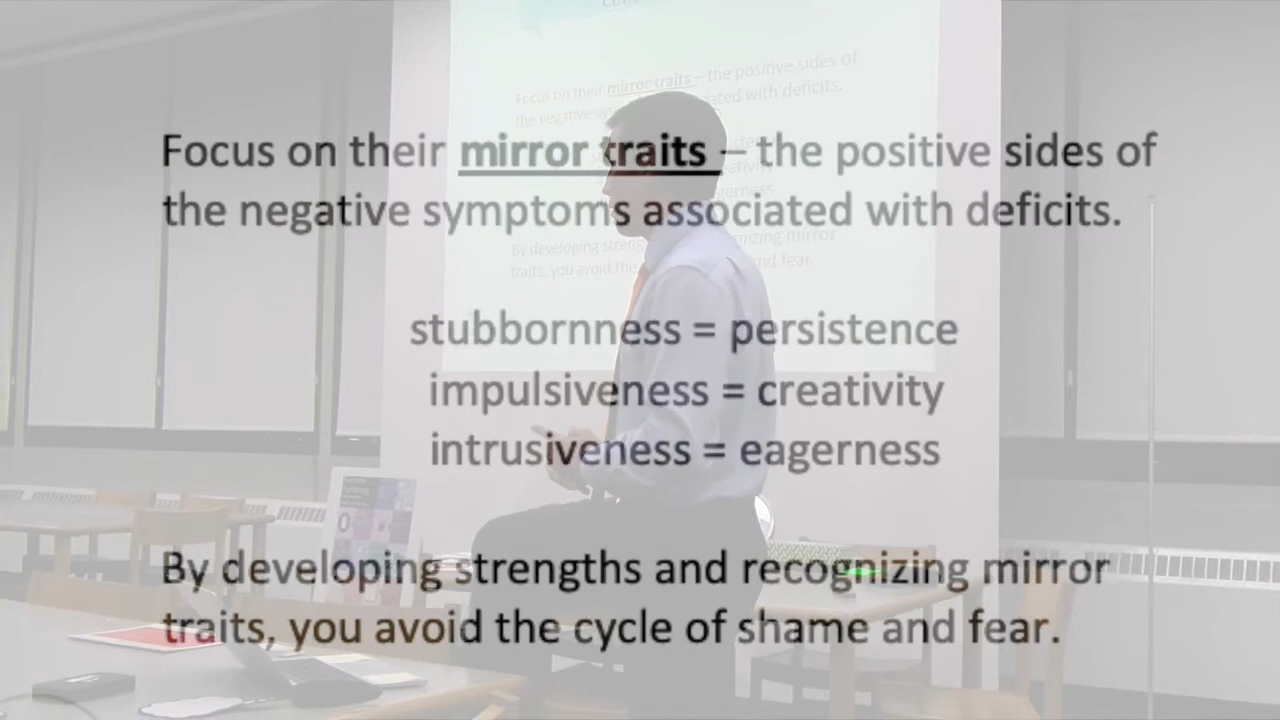 Focus on their mirror traits – the positive sides of
the negative symptoms associated with deficits.
stubbornness = persistence
impulsiveness = creativity
intrusiveness = eagerness
By developing strengths and recognizing mirror
traits, you avoid the cycle of shame and fear.